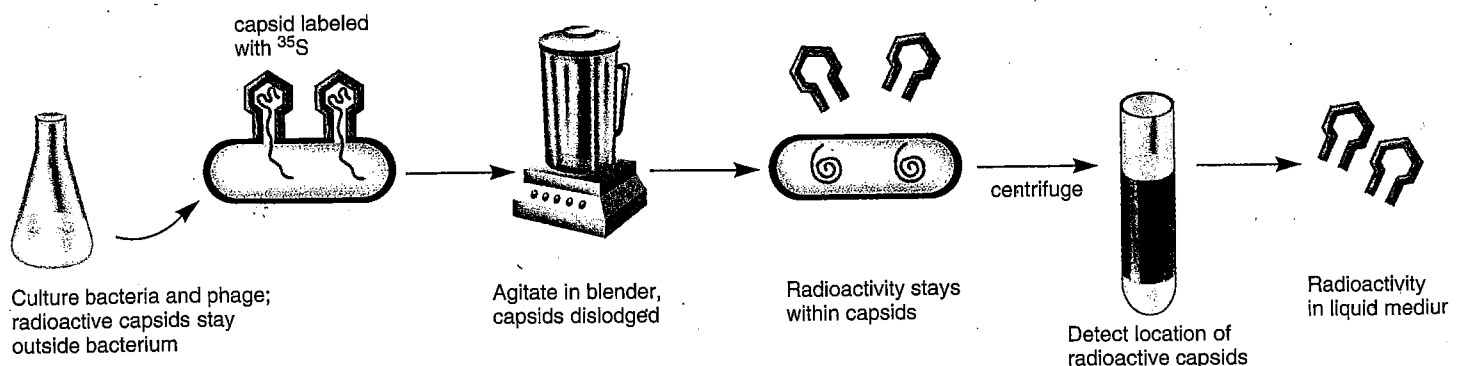 capsid labeled
with ³⁵S
centrifuge
Culture bacteria and phage;
radioactive capsids stay
outside bacterium
Agitate in blender,
capsids dislodged
Radioactivity stays
within capsids
Detect location of
radioactive capsids
Radioactivity
in liquid mediur